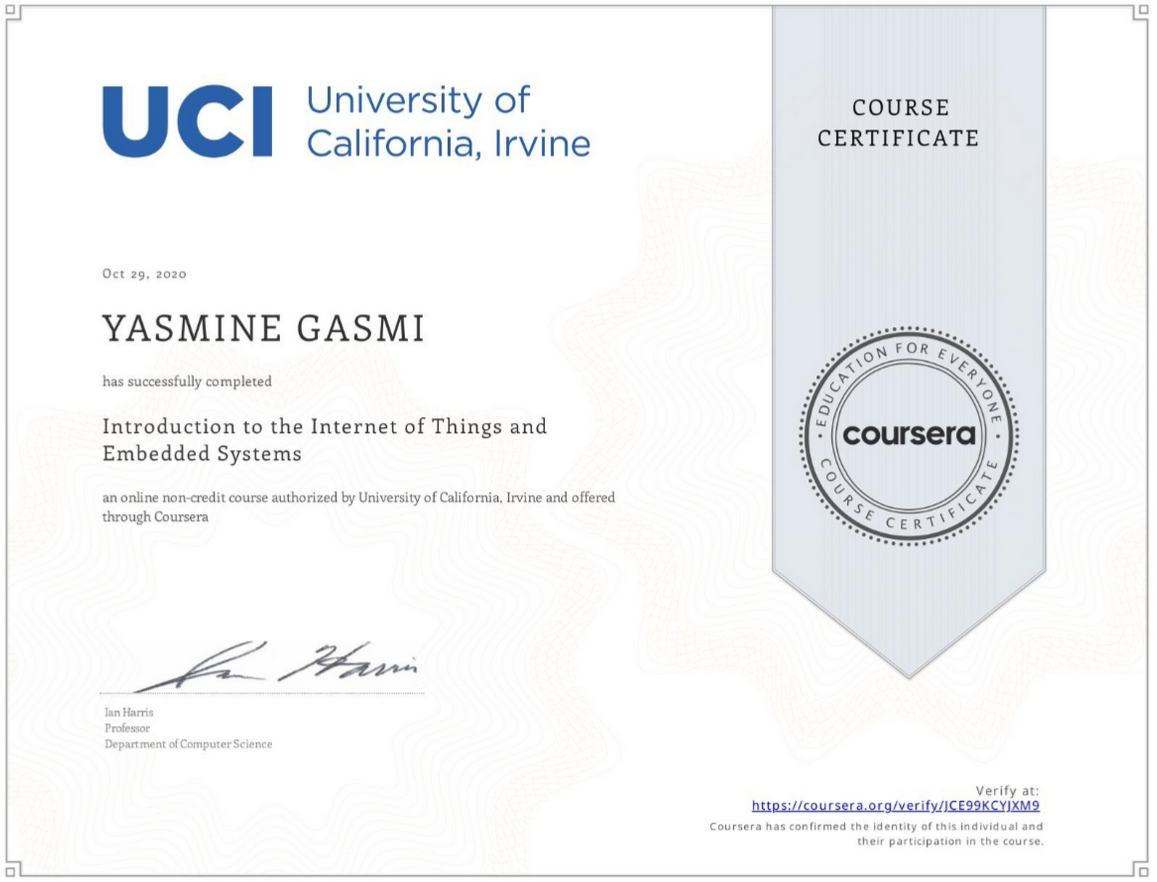 UCI University of
California, Irvine
COURSE
CERTIFICATE
Oct 29, 2020
YASMINE GASMI
has successfully completed
Introduction to the Internet of Things and
Embedded Systems
an online non-credit course authorized by University of California, Irvine and offered
through Coursera
EDUCATION FOR EVERYONE
coursera
COURSE CERTIFICATE
Ian Harris
Ian Harris
Professor
Department of Computer Science
Verify at:
https://coursera.org/verify/JCE99KCYJXM9
Coursera has confirmed the identity of this individual and
their participation in the course.